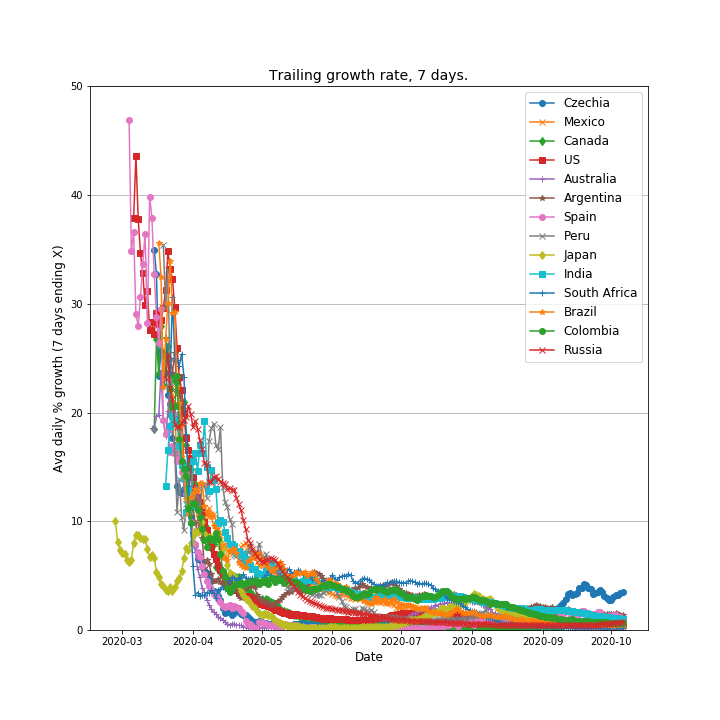 Trailing growth rate, 7 days.
50
40
30
20
10
0
Avg daily % growth (7 days ending X)
Czechia
Mexico
Canada
US
Australia
Argentina
Spain
Peru
Japan
India
South Africa
Brazil
Colombia
Russia
2020-03 2020-04 2020-05 2020-06 2020-07 2020-08 2020-09 2020-10
Date